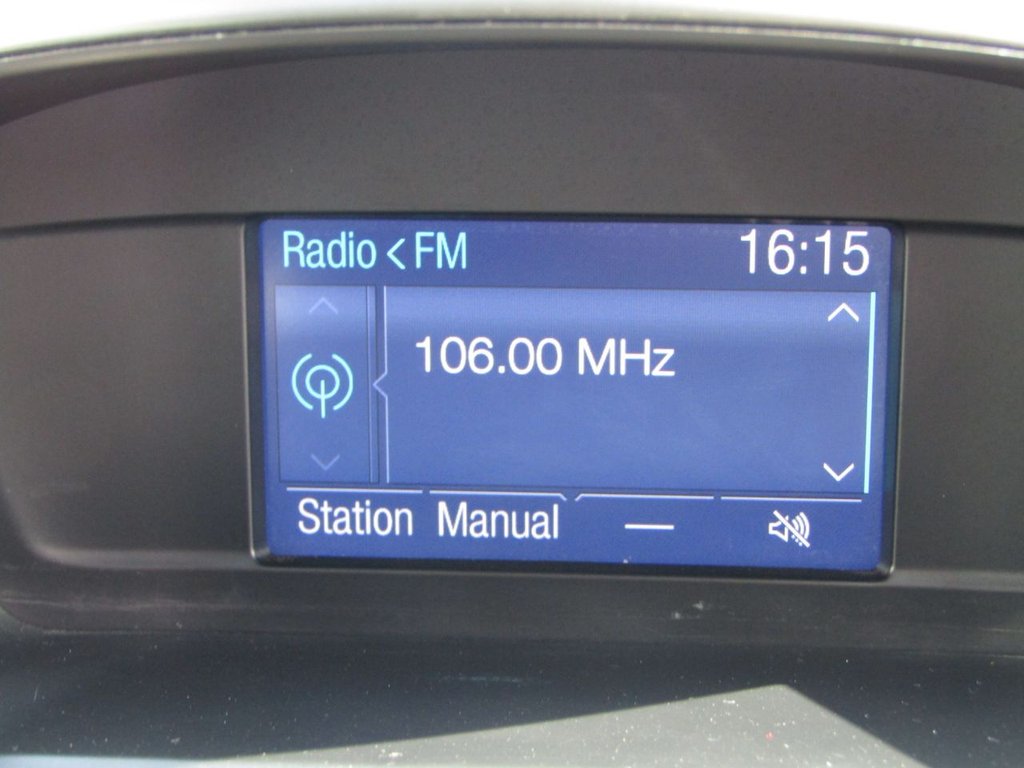 Radio < FM 16:15
106.00 MHz
Station Manual —